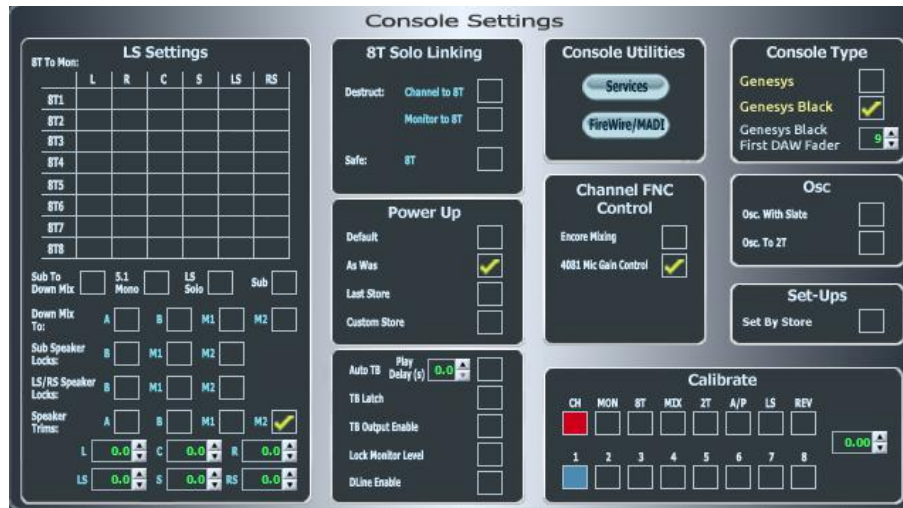 Console Settings
LS Settings
8T To Mon:
L R C S LS RS
8T1
8T2
8T3
8T4
8T5
8T6
8T7
8T8
Sub To Down Mix 5.1 Mono LS Solo Sub
Down Mix To: A B M1 M2
Sub Speaker Locks: B M1 M2
LS/RS Speaker Locks: B M1 M2
Speaker Trims: A B M1 M2
L 0.0 C 0.0 R 0.0
LS 0.0 S 0.0 RS 0.0
8T Solo Linking
Destruct: Channel to 8T
Monitor to 8T
Safe: 8T
Power Up
Default
As Was
Last Store
Custom Store
Auto TB Play Delay (s) 0.0
TB Latch
TB Output Enable
Lock Monitor Level
DLine Enable
Console Utilities
Services
FireWire/MADI
Channel FNC
Control
Encore Mixing
4081 Mic Gain Control
Console Type
Genesys
Genesys Black
Genesys Black
First DAW Fader 9
Osc
Osc. With Slate
Osc. To 2T
Set-Ups
Set By Store
Calibrate
CH MON 8T MIX 2T A/P LS REV
0.00
1 2 3 4 5 6 7 8